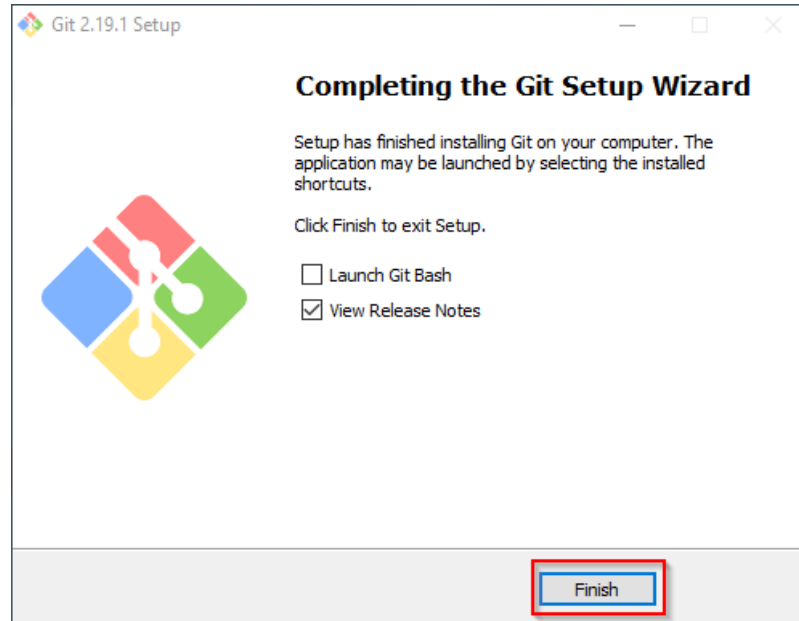 Git 2.19.1 Setup
Completing the Git Setup Wizard
Setup has finished installing Git on your computer. The
application may be launched by selecting the installed
shortcuts.
Click Finish to exit Setup.
Launch Git Bash
View Release Notes
Finish